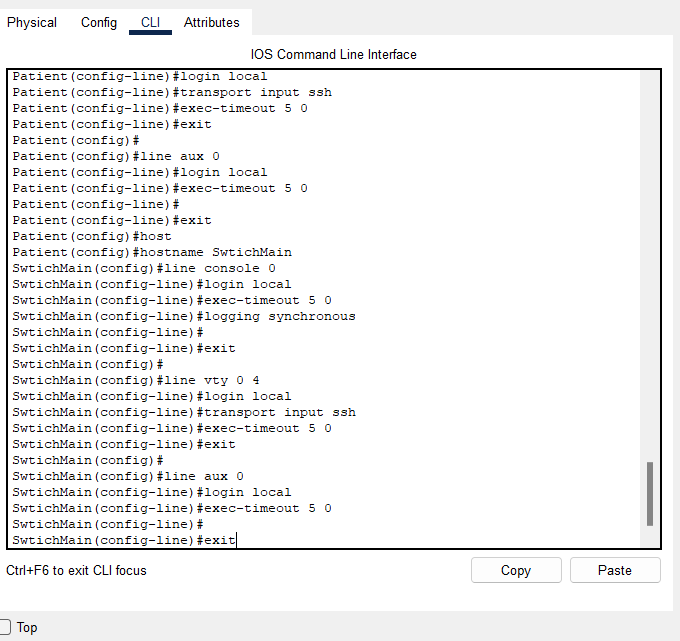 Physical Config CLI Attributes
IOS Command Line Interface
Patient(config-line)#login local
Patient(config-line)#transport input ssh
Patient(config-line)#exec-timeout 5 0
Patient(config-line)#exit
Patient(config)#
Patient(config)#line aux 0
Patient(config-line)#login local
Patient(config-line)#exec-timeout 5 0
Patient(config-line)#
Patient(config-line)#exit
Patient(config)#host
Patient(config)#hostname SwtichMain
SwtichMain(config)#line console 0
SwtichMain(config-line)#login local
SwtichMain(config-line)#exec-timeout 5 0
SwtichMain(config-line)#logging synchronous
SwtichMain(config-line)#
SwtichMain(config-line)#exit
SwtichMain(config)#
SwtichMain(config)#line vty 0 4
SwtichMain(config-line)#login local
SwtichMain(config-line)#transport input ssh
SwtichMain(config-line)#exec-timeout 5 0
SwtichMain(config-line)#exit
SwtichMain(config)#
SwtichMain(config)#line aux 0
SwtichMain(config-line)#login local
SwtichMain(config-line)#exec-timeout 5 0
SwtichMain(config-line)#
SwtichMain(config-line)#exit
Ctrl+F6 to exit CLI focus Copy Paste
Top